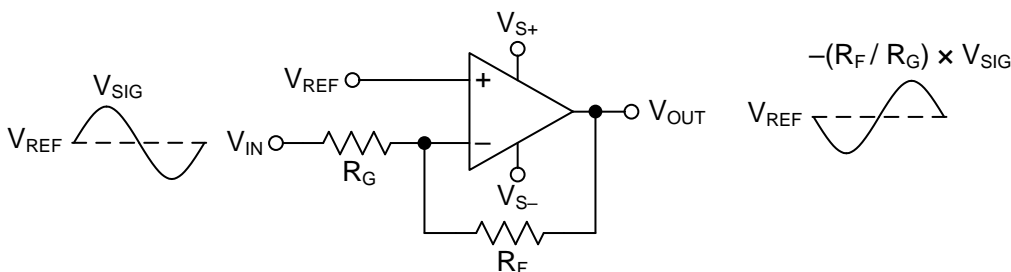 V_SIG
V_REF
V_REF
V_IN
R_G
+
−
V_S+
V_S−
V_OUT
R_F
−(R_F / R_G) × V_SIG
V_REF